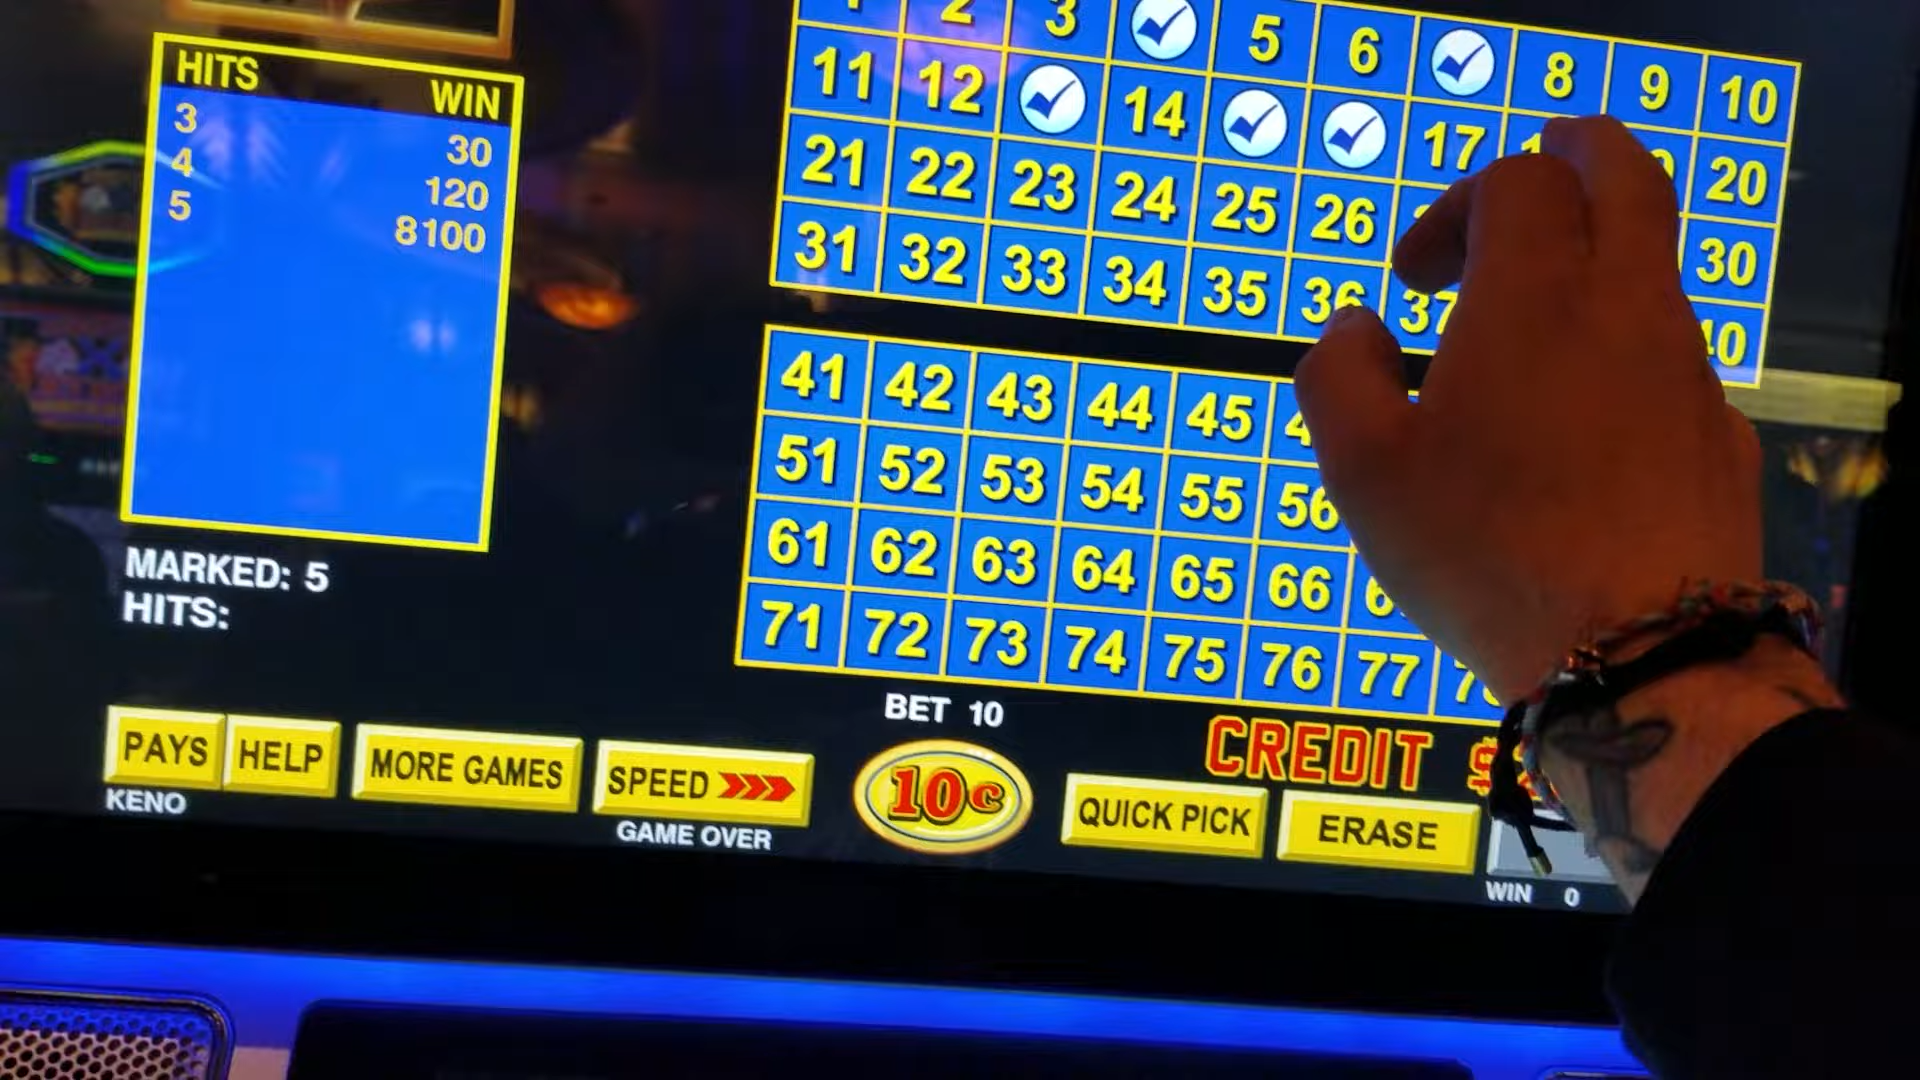 HITS WIN
3 30
4 120
5 8100
MARKED: 5
HITS:
1 2 3 5 6 8 9 10
11 12 14 17 20
21 22 23 24 25 26 30
31 32 33 34 35 36 37 40
41 42 43 44 45
51 52 53 54 55 56
61 62 63 64 65 66
71 72 73 74 75 76 77 78
BET 10
CREDIT
PAYS HELP MORE GAMES SPEED 10¢ QUICK PICK ERASE
KENO GAME OVER WIN 0